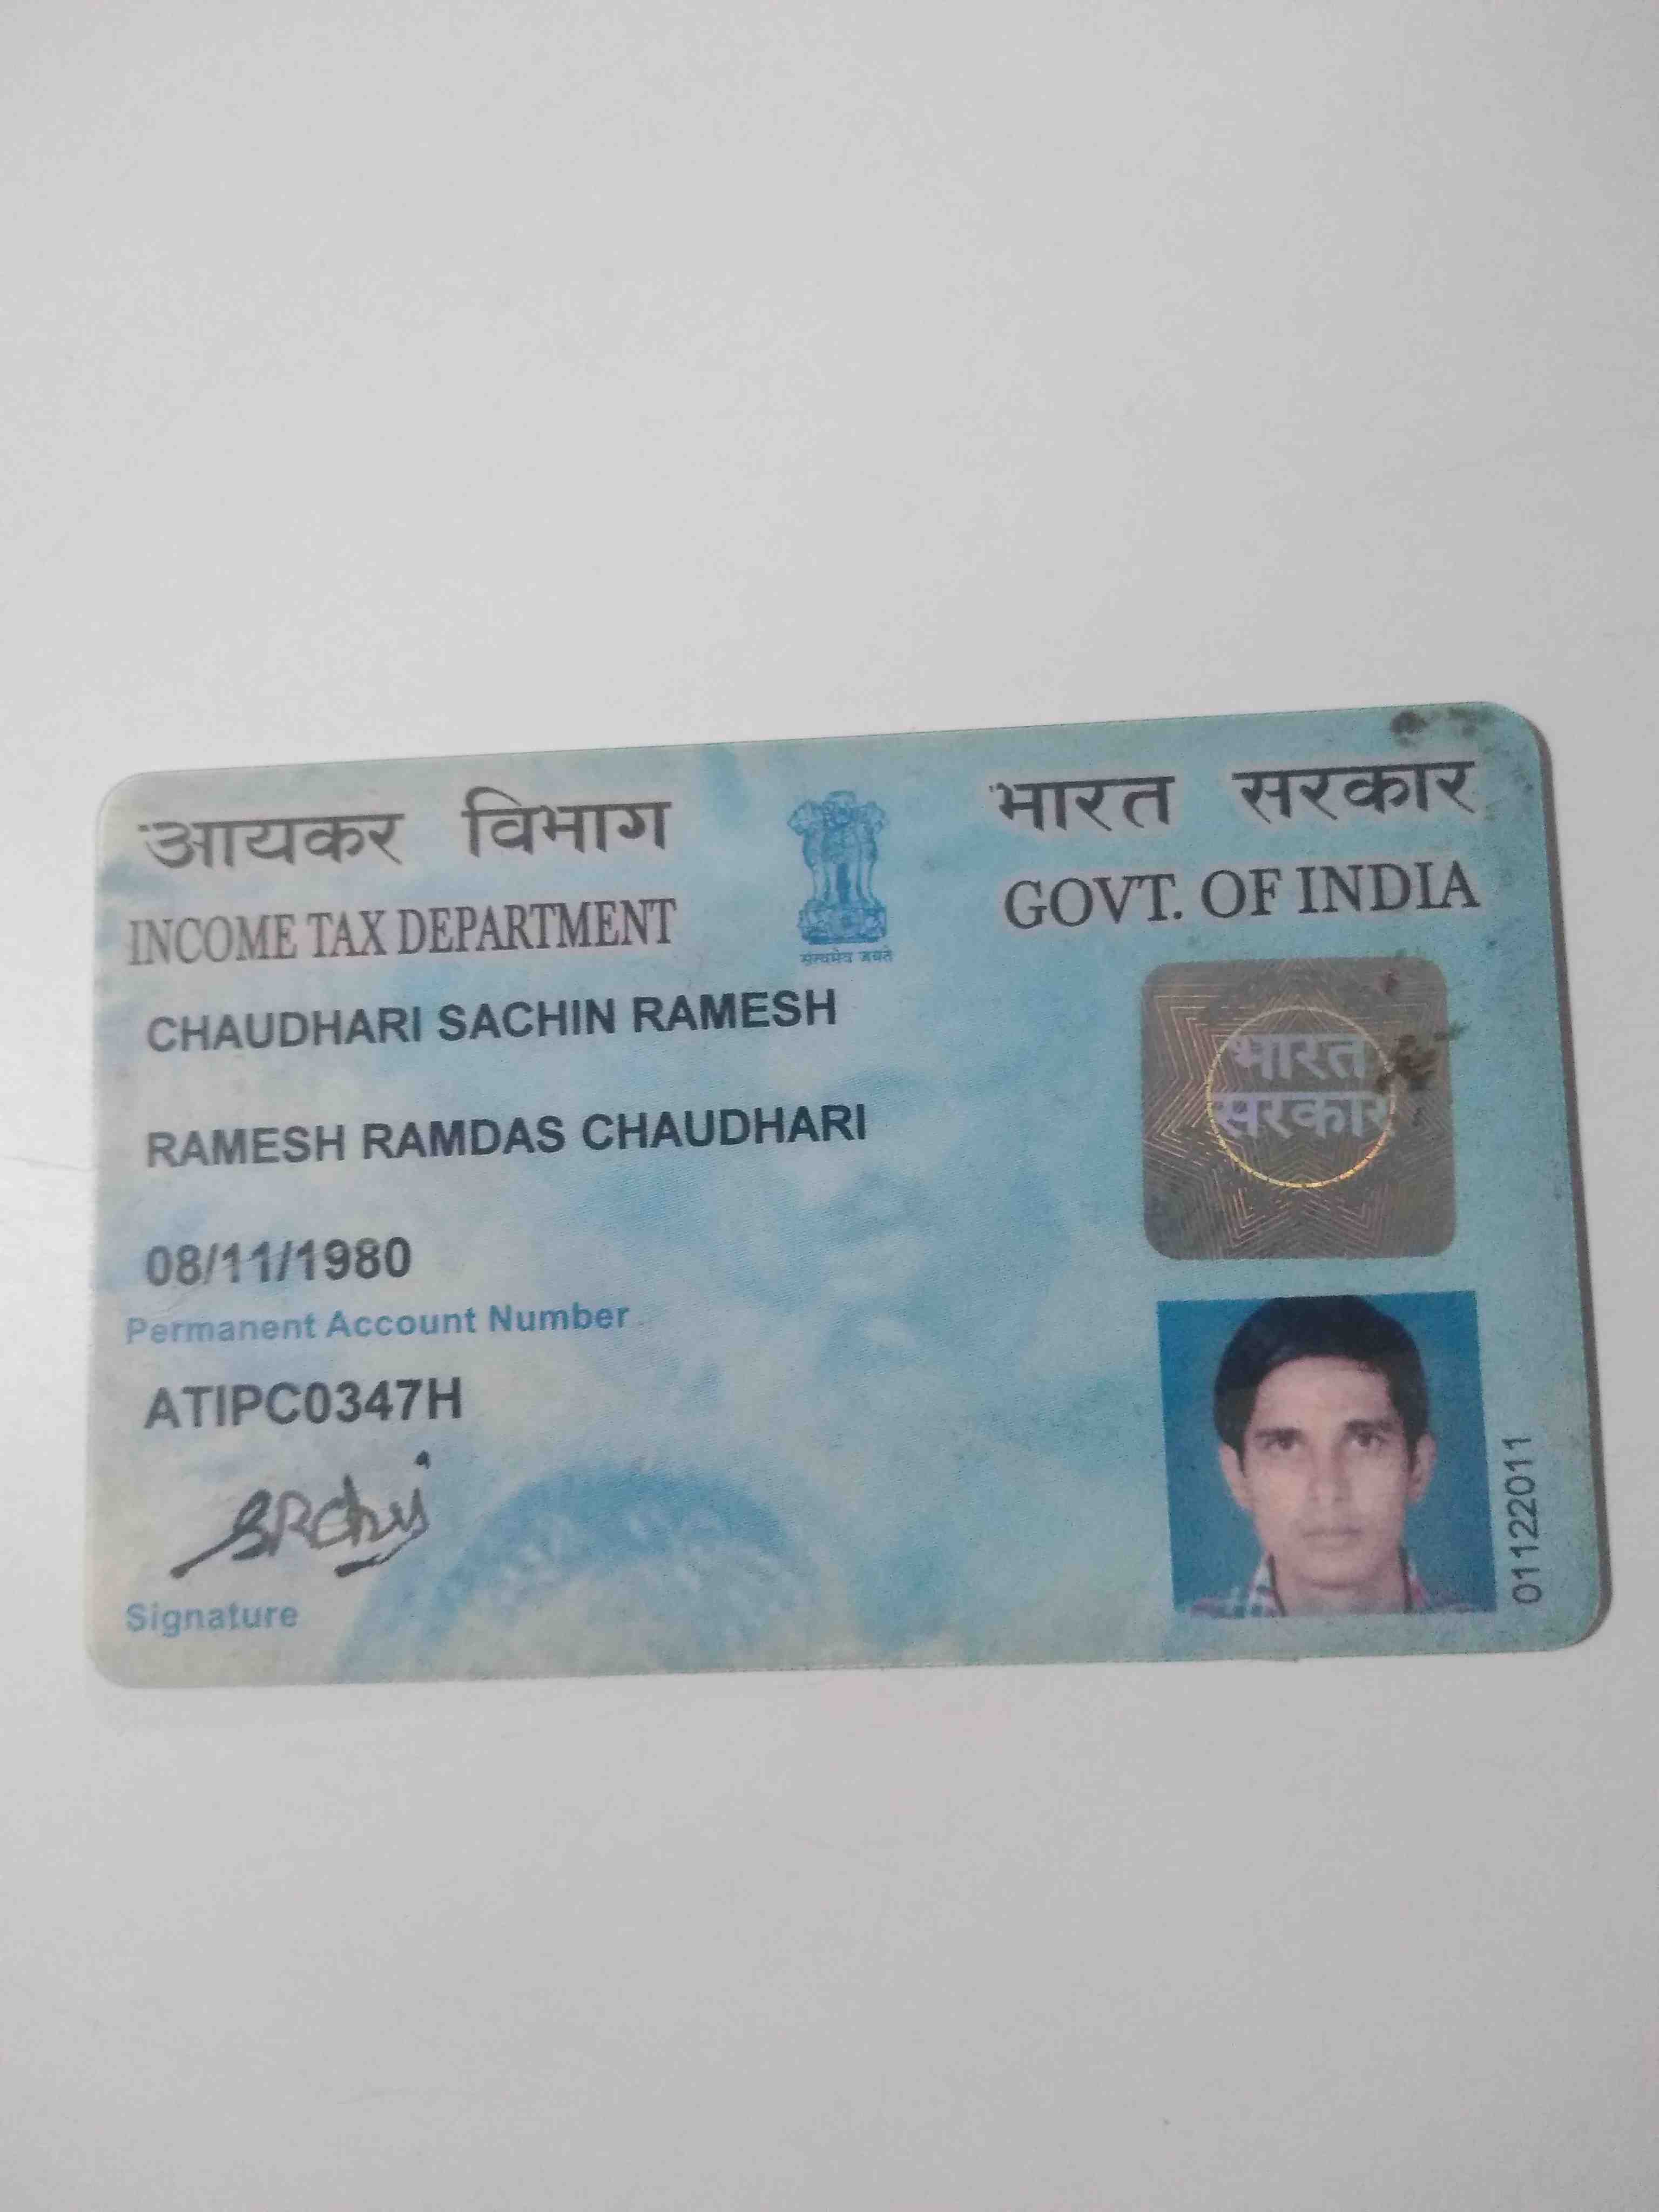 आयकर विभाग
INCOME TAX DEPARTMENT
सत्यमेव जयते
भारत सरकार
GOVT. OF INDIA
CHAUDHARI SACHIN RAMESH
RAMESH RAMDAS CHAUDHARI
08/11/1980
Permanent Account Number
ATIPC0347H
Signature
भारत
सरकार
01122011